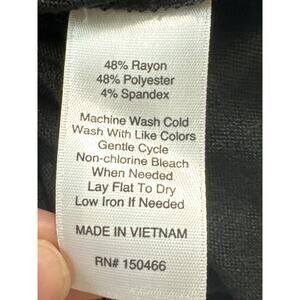 48% Rayon
48% Polyester
4% Spandex
Machine Wash Cold
Wash With Like Colors
Gentle Cycle
Non-chlorine Bleach
When Needed
Lay Flat To Dry
Low Iron If Needed
MADE IN VIETNAM
RN# 150466